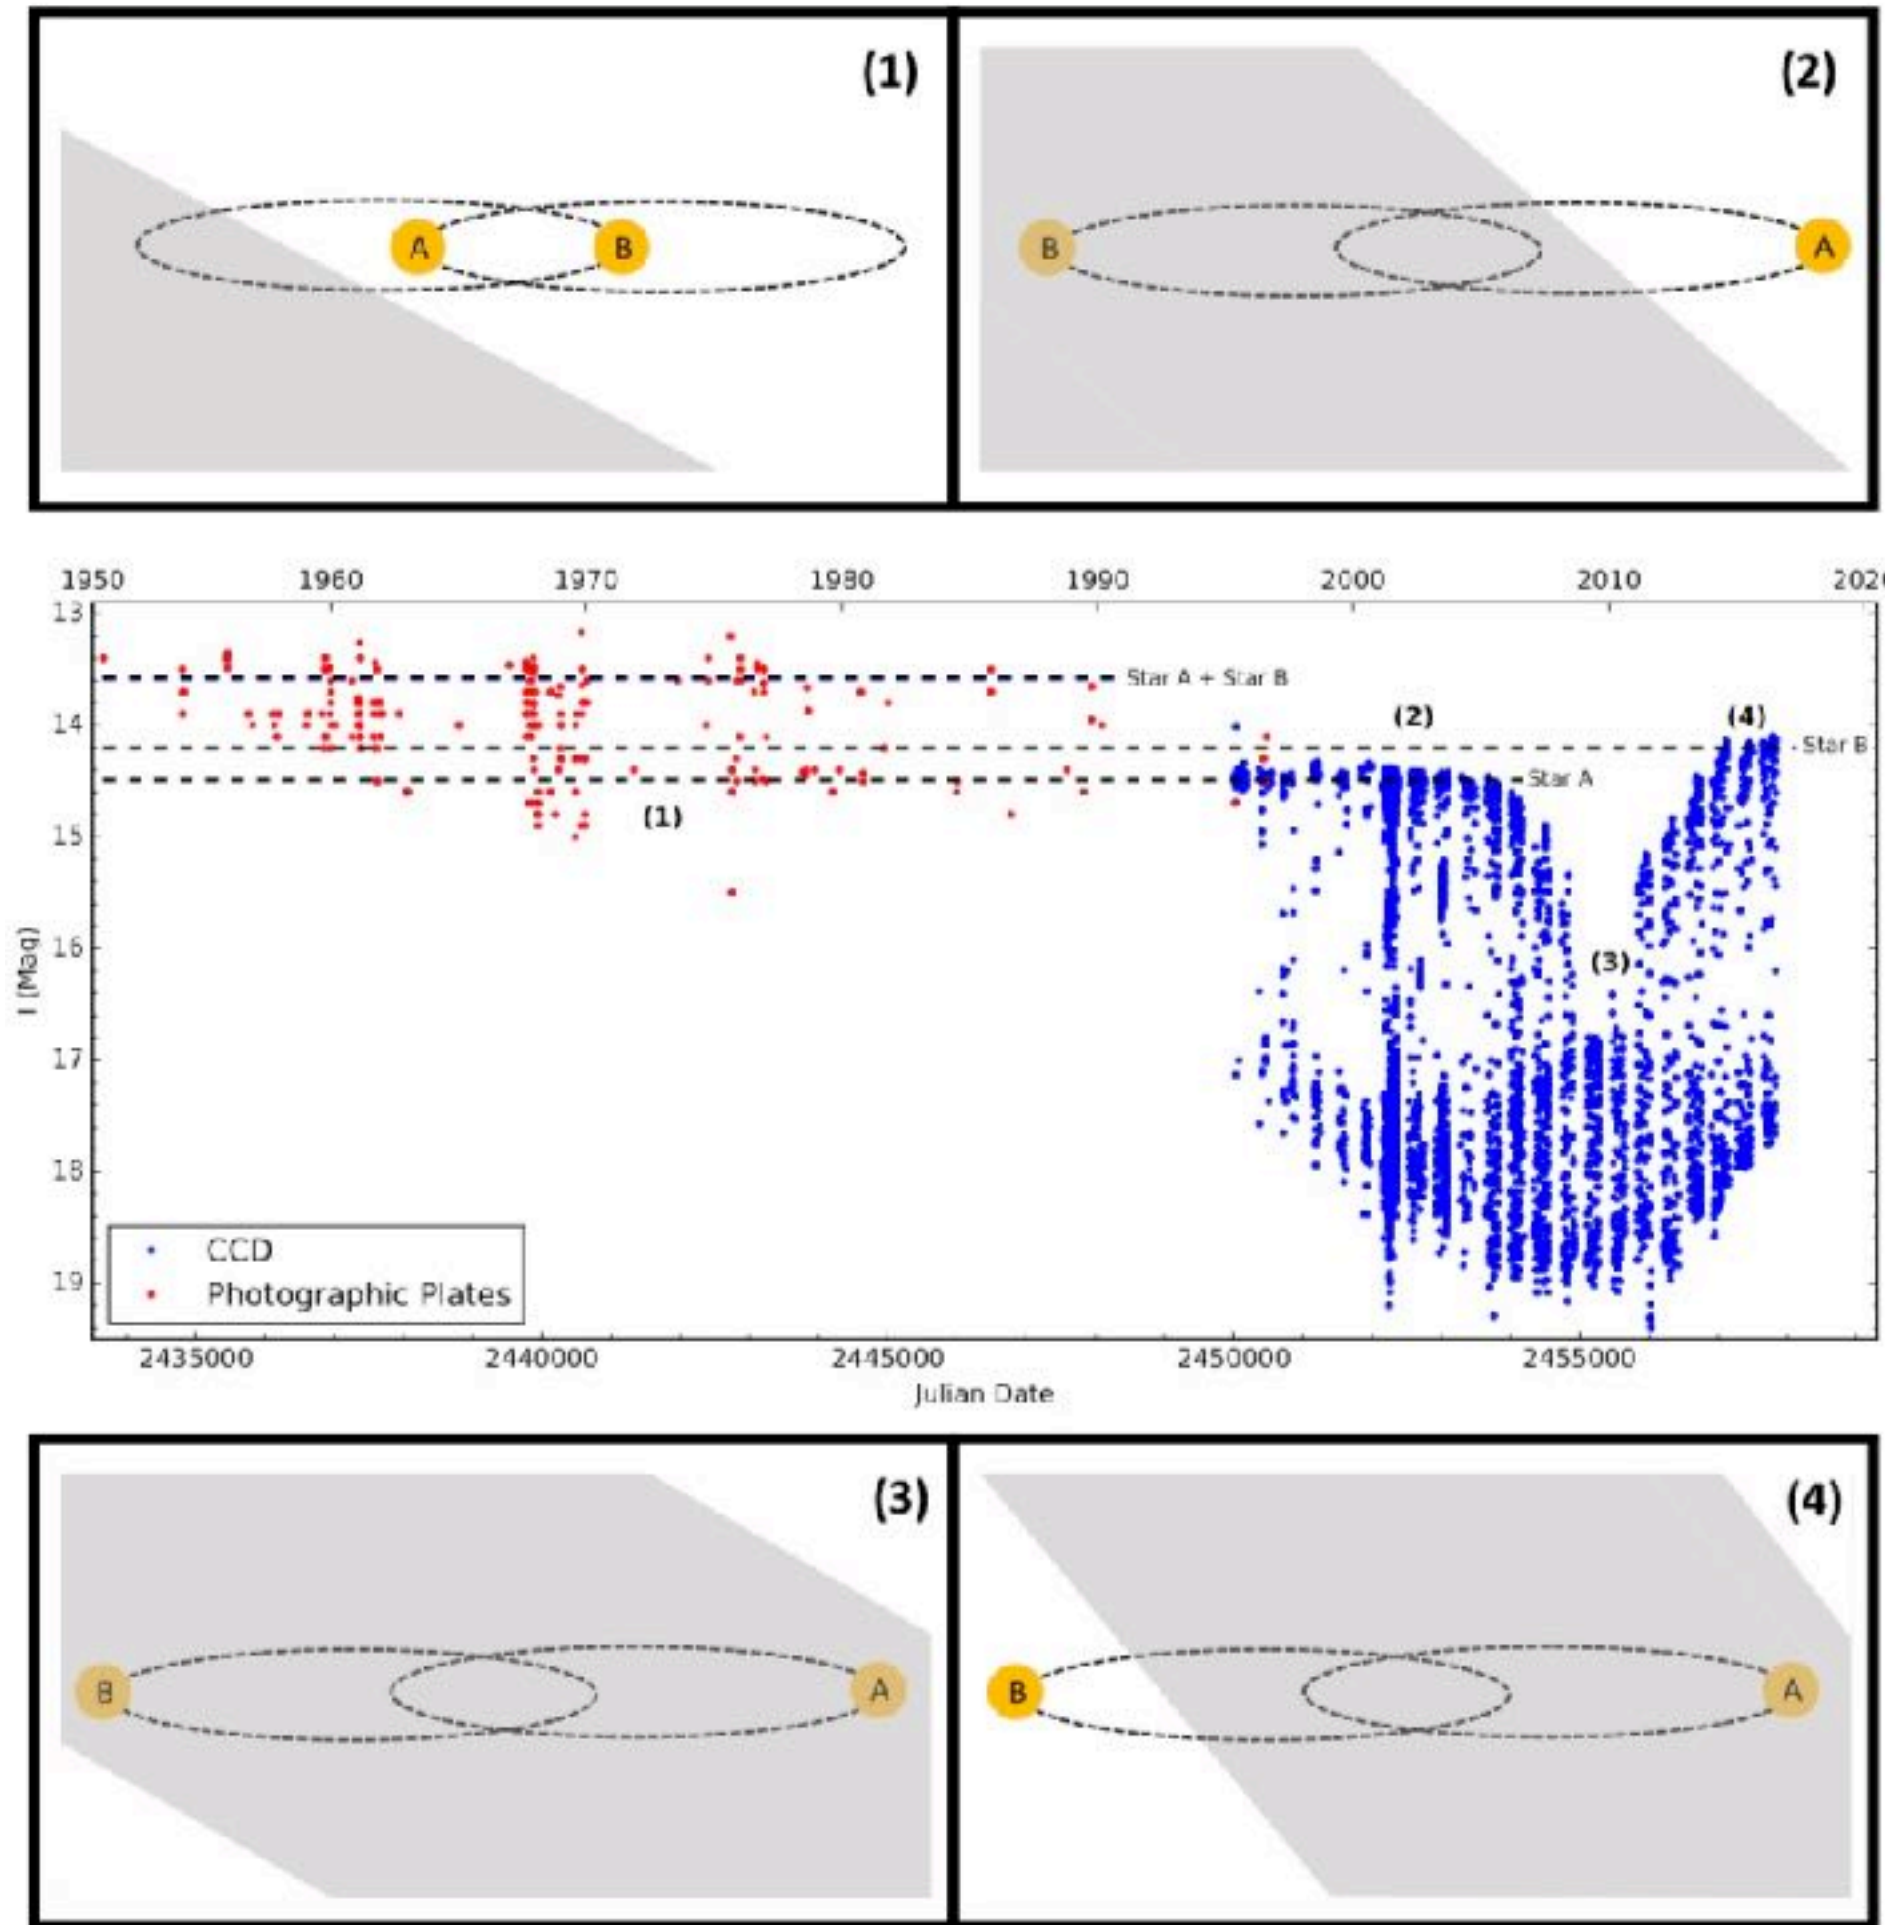 (1)
A B
(2)
B A
1950 1960 1970 1980 1990 2000 2010 202
13
Star A + Star B
14
(2) (4)
Star B
Star A
(1)
15
16
(3)
I [Mag]
17
18
CCD
Photographic Plates
19
2435000 2440000 2445000 2450000 2455000
Julian Date
(3)
B A
(4)
B A